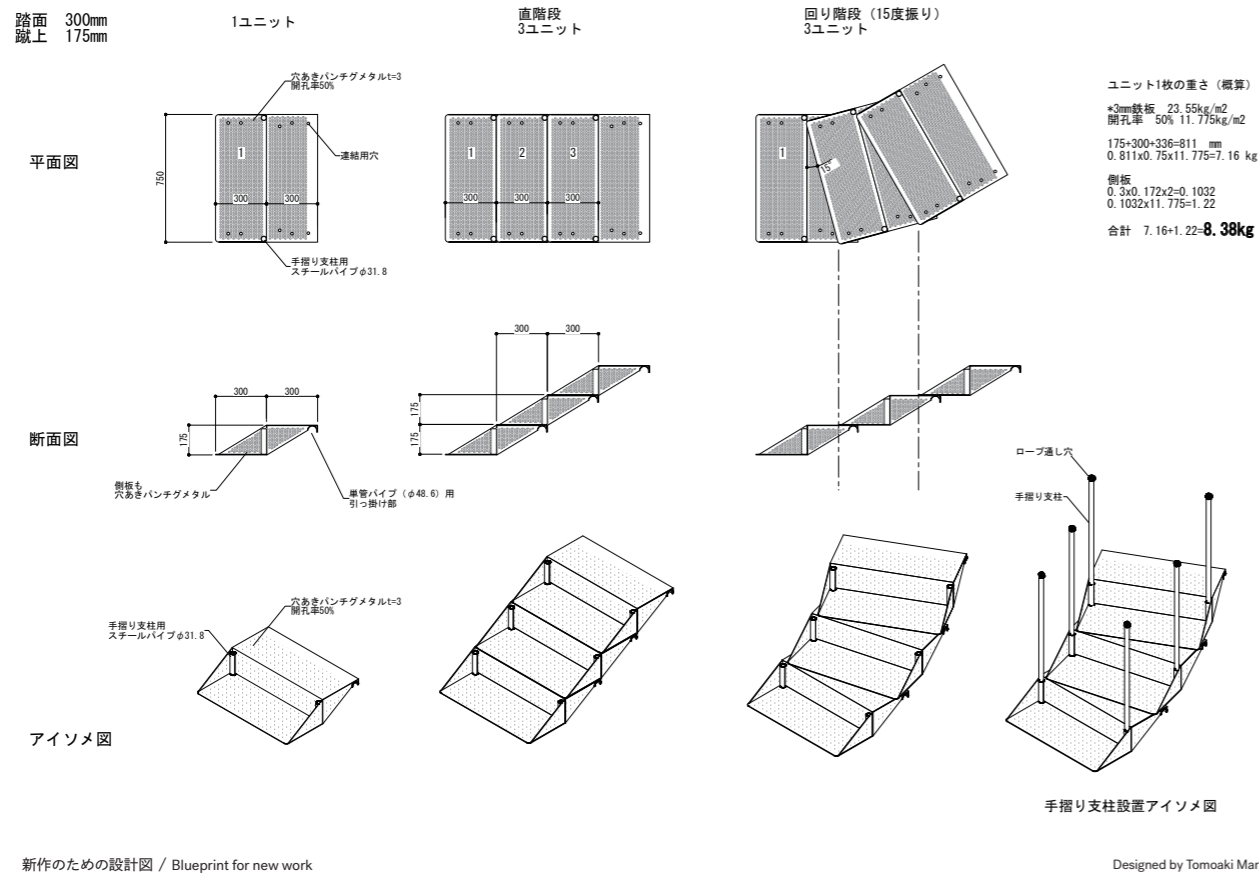 踏面 300mm
蹴上 175mm
1ユニット
直階段
3ユニット
回り階段（15度振り）
3ユニット
平面図
穴あきパンチグメタルt=3
開孔率50%
連結用穴
手摺り支柱用
スチールパイプφ31.8
750
1
300
300
1
2
3
300
300
300
1
15°
ユニット1枚の重さ（概算）
*3mm鉄板 23.55kg/m2
開孔率 50% 11.775kg/m2
175+300+336=811 mm
0.811x0.75x11.775=7.16 kg
側板
0.3x0.172x2=0.1032
0.1032x11.775=1.22
合計 7.16+1.22=8.38kg
断面図
300
300
175
側板も
穴あきパンチグメタル
単管パイプ（φ48.6）用
引っ掛け部
300
300
175
175
アイソメ図
手摺り支柱用
スチールパイプφ31.8
穴あきパンチグメタルt=3
開孔率50%
ロープ通し穴
手摺り支柱
手摺り支柱設置アイソメ図
新作のための設計図 / Blueprint for new work
Designed by Tomoaki Mar